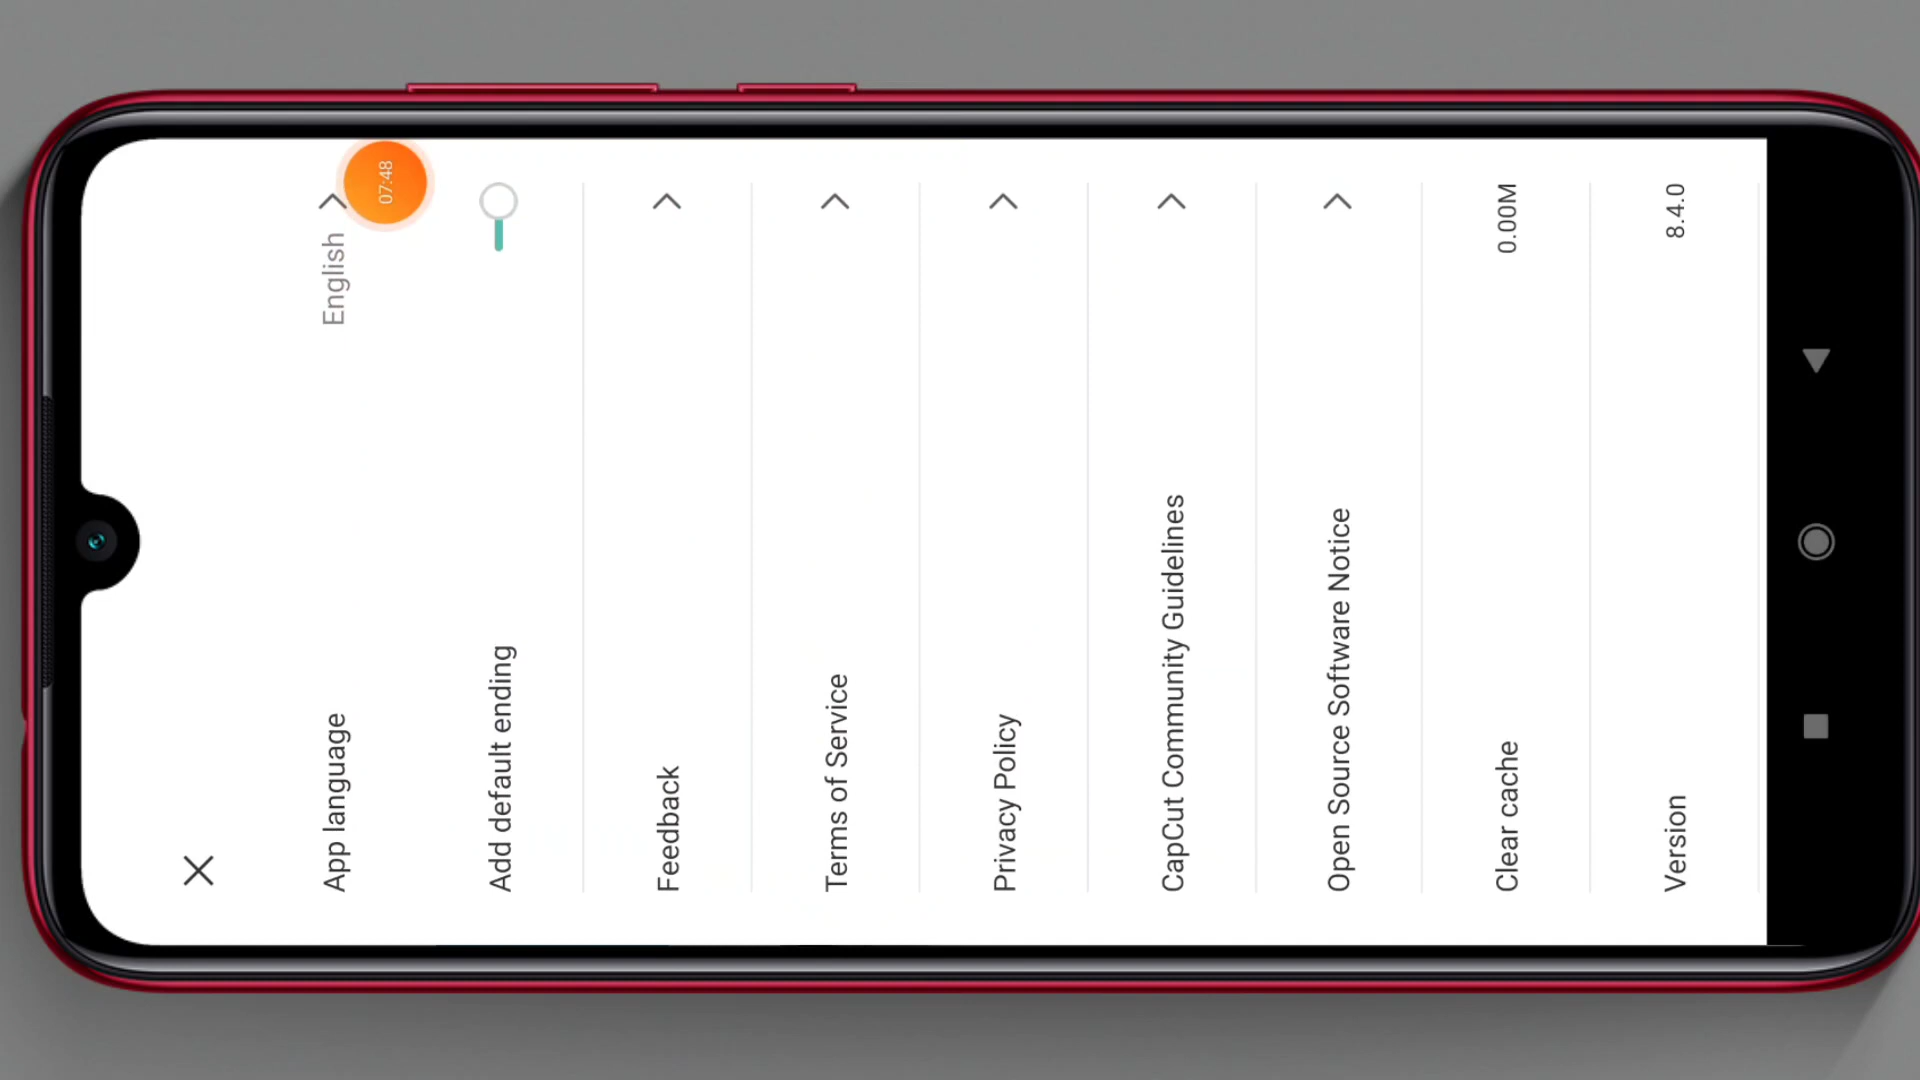 07:48
App language English
Add default ending
Feedback
Terms of Service
Privacy Policy
CapCut Community Guidelines
Open Source Software Notice
Clear cache 0.00M
Version 8.4.0